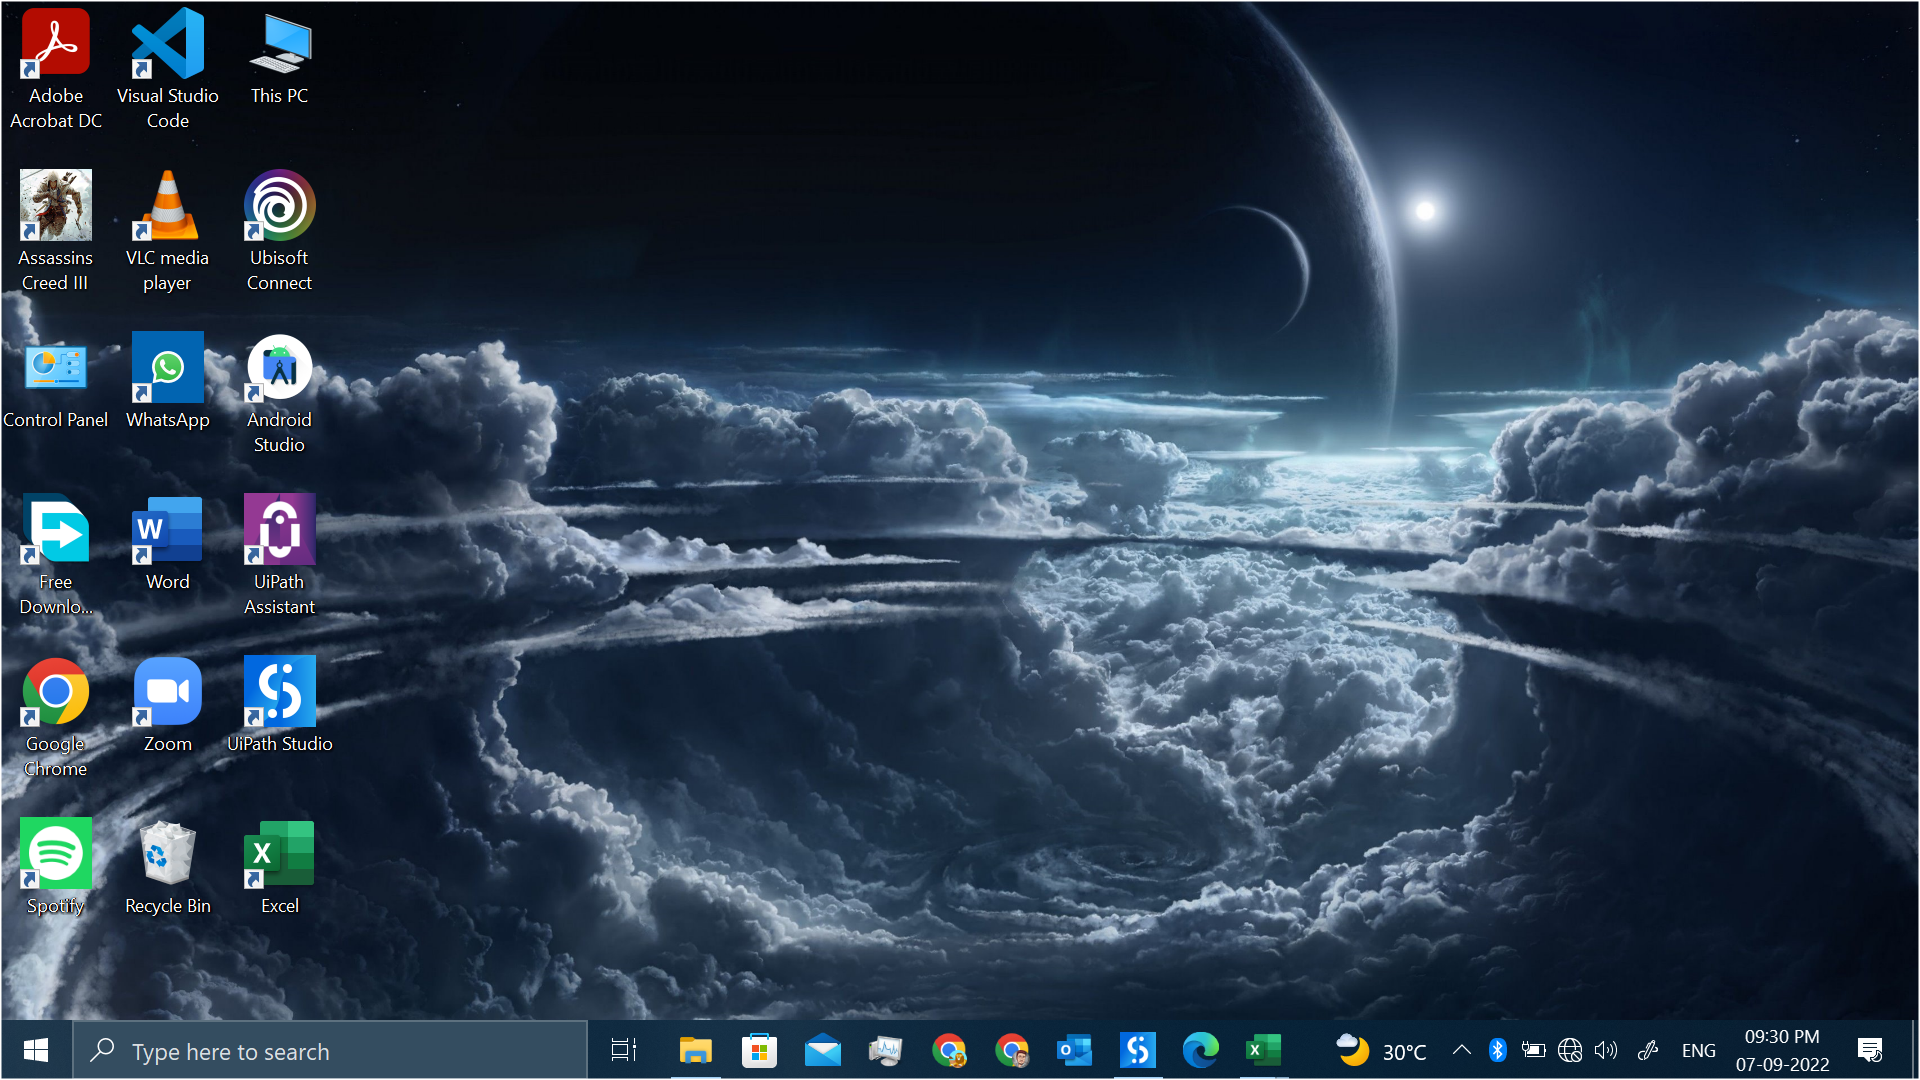 Adobe
Acrobat DC
Visual Studio
Code
This PC
Assassins
Creed III
VLC media
player
Ubisoft
Connect
Control Panel
WhatsApp
Android
Studio
Free
Downlo...
Word
UiPath
Assistant
Google
Chrome
Zoom
UiPath Studio
Spotify
Recycle Bin
Excel
Type here to search
30°C
ENG
09:30 PM
07-09-2022